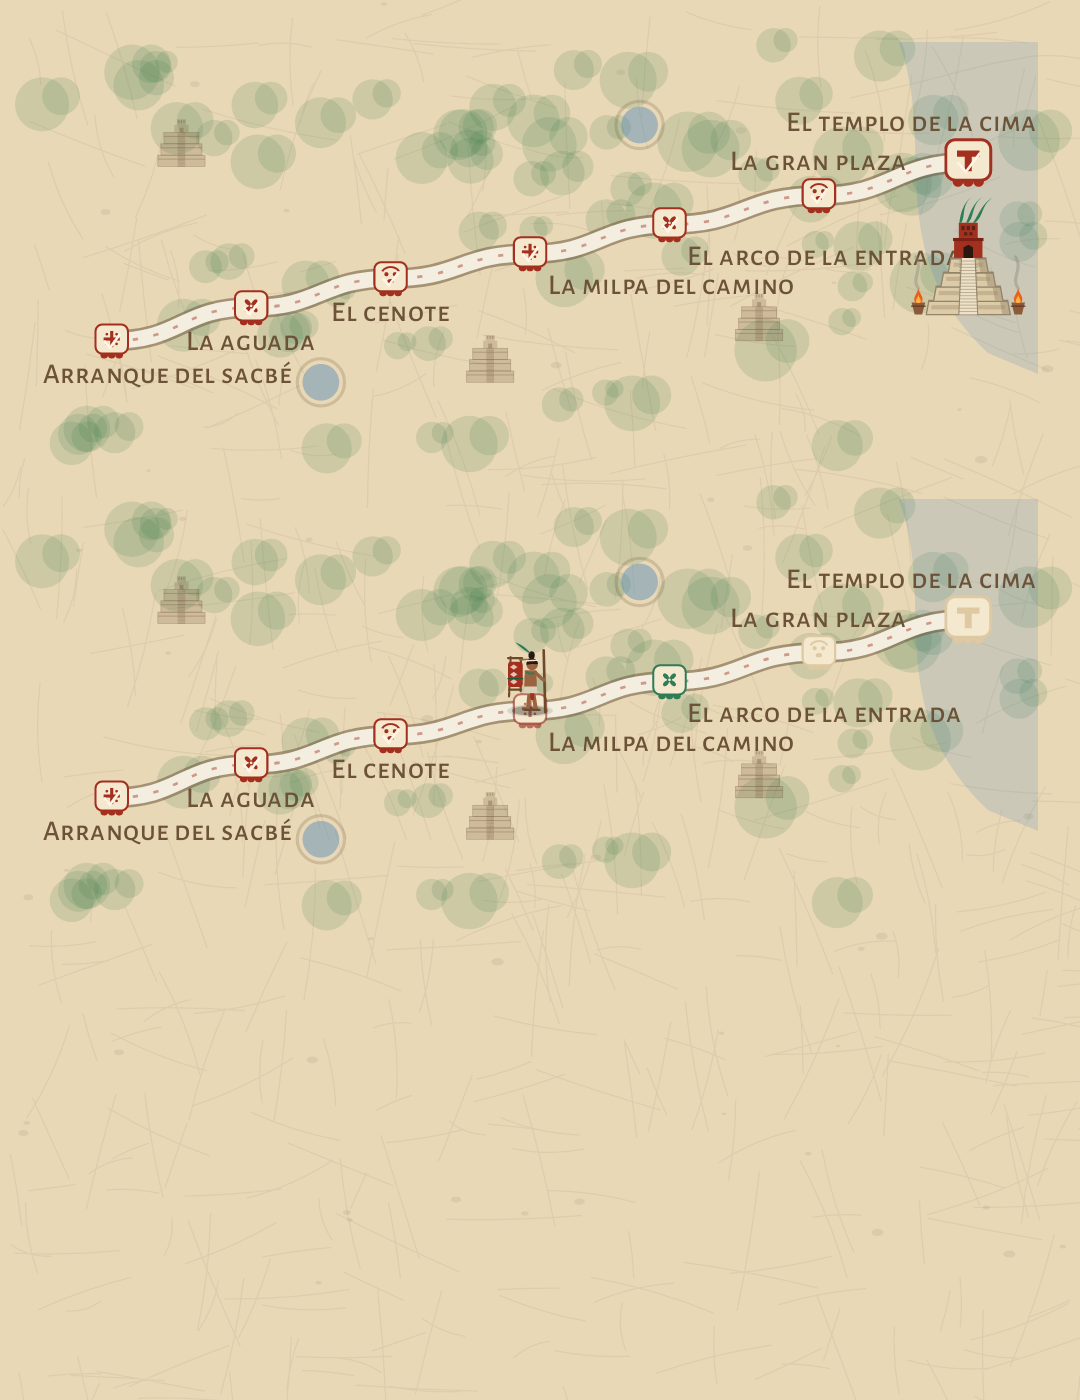 El templo de la cima
La gran plaza
El arco de la entrada
La milpa del camino
El cenote
La aguada
Arranque del sacbé
El templo de la cima
La gran plaza
El arco de la entrada
La milpa del camino
El cenote
La aguada
Arranque del sacbé